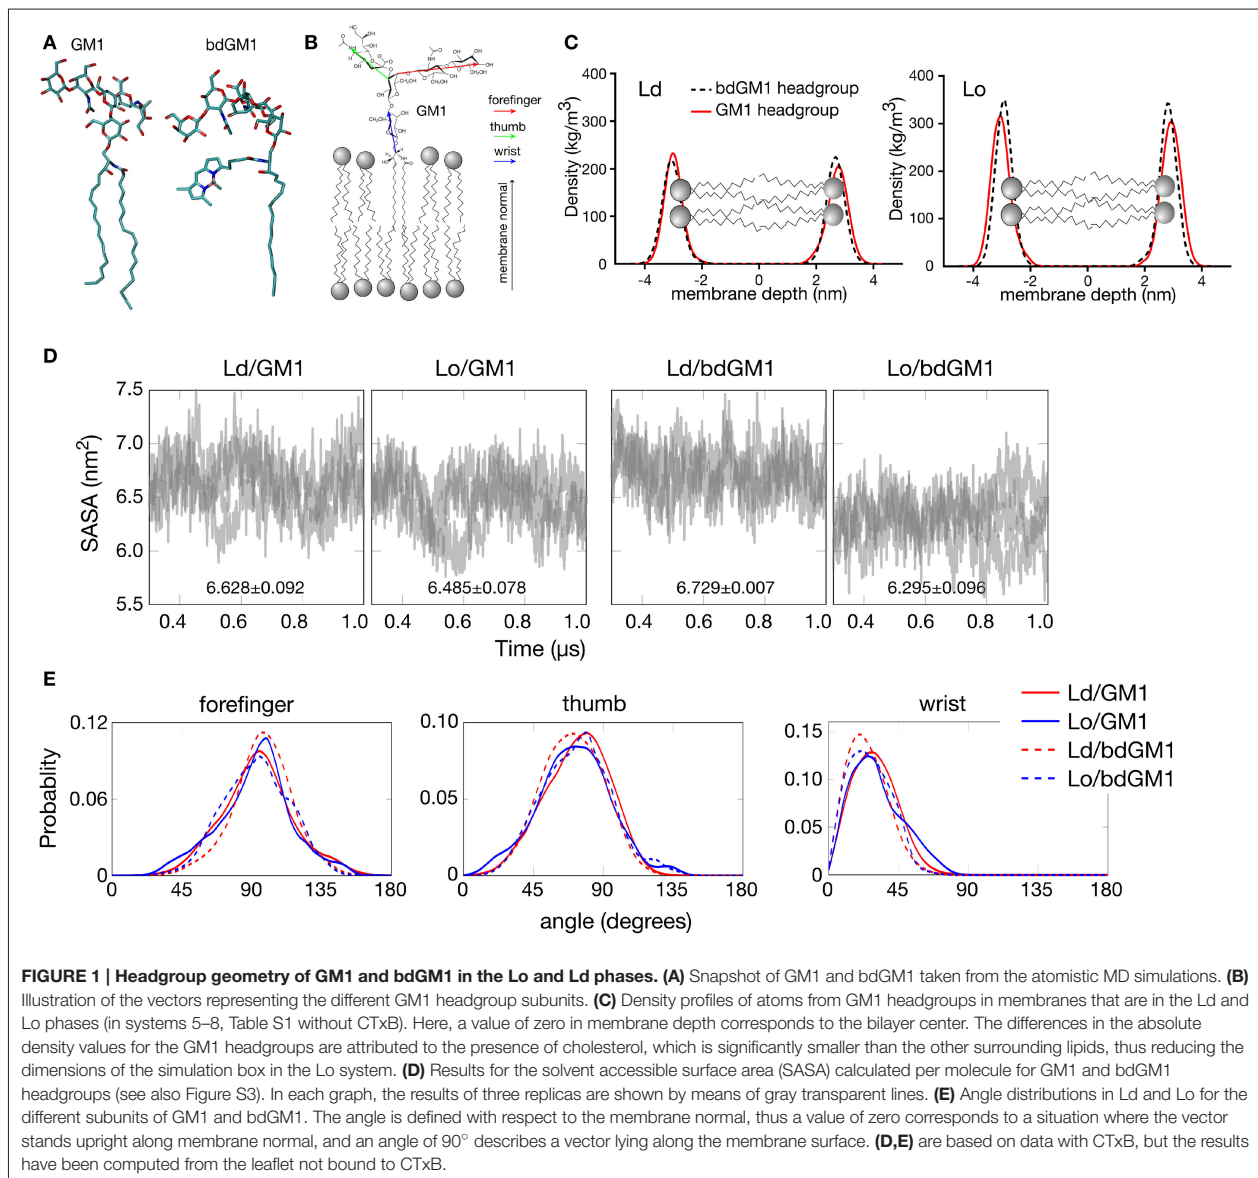 A
GM1
bdGM1
B
GM1
forefinger
thumb
wrist
membrane normal
C
Ld
bdGM1 headgroup
GM1 headgroup
Density (kg/m³)
400
300
200
100
0
-4
-2
0
2
4
membrane depth (nm)
Lo
Density (kg/m³)
400
300
200
100
0
-4
-2
0
2
4
membrane depth (nm)
D
Ld/GM1
Lo/GM1
Ld/bdGM1
Lo/bdGM1
SASA (nm²)
7.5
7.0
6.5
6.0
5.5
6.628±0.092
6.485±0.078
6.729±0.007
6.295±0.096
0.4 0.6 0.8 1.0
0.4 0.6 0.8 1.0
0.4 0.6 0.8 1.0
0.4 0.6 0.8 1.0
Time (µs)
E
forefinger
thumb
wrist
Ld/GM1
Lo/GM1
Ld/bdGM1
Lo/bdGM1
Probablity
0.12
0.06
0
0 45 90 135 180
0.10
0.05
0
0 45 90 135 180
0.15
0.10
0.05
0
0 45 90 135 180
angle (degrees)
FIGURE 1 | Headgroup geometry of GM1 and bdGM1 in the Lo and Ld phases. (A) Snapshot of GM1 and bdGM1 taken from the atomistic MD simulations. (B)
Illustration of the vectors representing the different GM1 headgroup subunits. (C) Density profiles of atoms from GM1 headgroups in membranes that are in the Ld and
Lo phases (in systems 5–8, Table S1 without CTxB). Here, a value of zero in membrane depth corresponds to the bilayer center. The differences in the absolute
density values for the GM1 headgroups are attributed to the presence of cholesterol, which is significantly smaller than the other surrounding lipids, thus reducing the
dimensions of the simulation box in the Lo system. (D) Results for the solvent accessible surface area (SASA) calculated per molecule for GM1 and bdGM1
headgroups (see also Figure S3). In each graph, the results of three replicas are shown by means of gray transparent lines. (E) Angle distributions in Ld and Lo for the
different subunits of GM1 and bdGM1. The angle is defined with respect to the membrane normal, thus a value of zero corresponds to a situation where the vector
stands upright along membrane normal, and an angle of 90° describes a vector lying along the membrane surface. (D,E) are based on data with CTxB, but the results
have been computed from the leaflet not bound to CTxB.